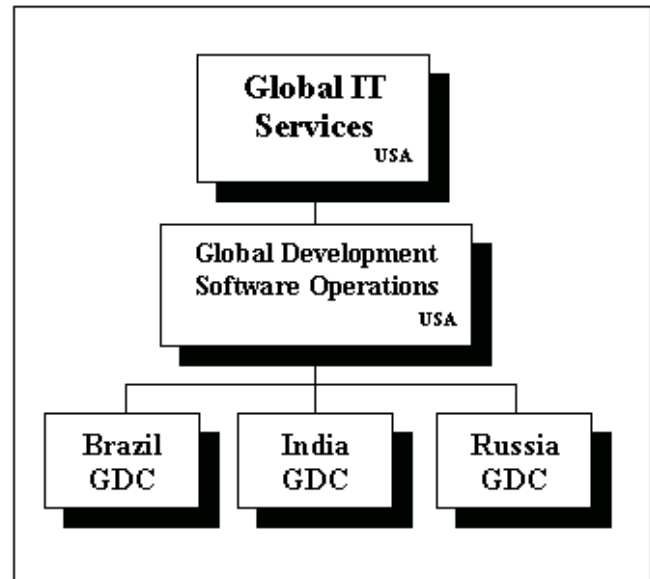 Global IT
Services
USA
Global Development
Software Operations
USA
Brazil
GDC
India
GDC
Russia
GDC